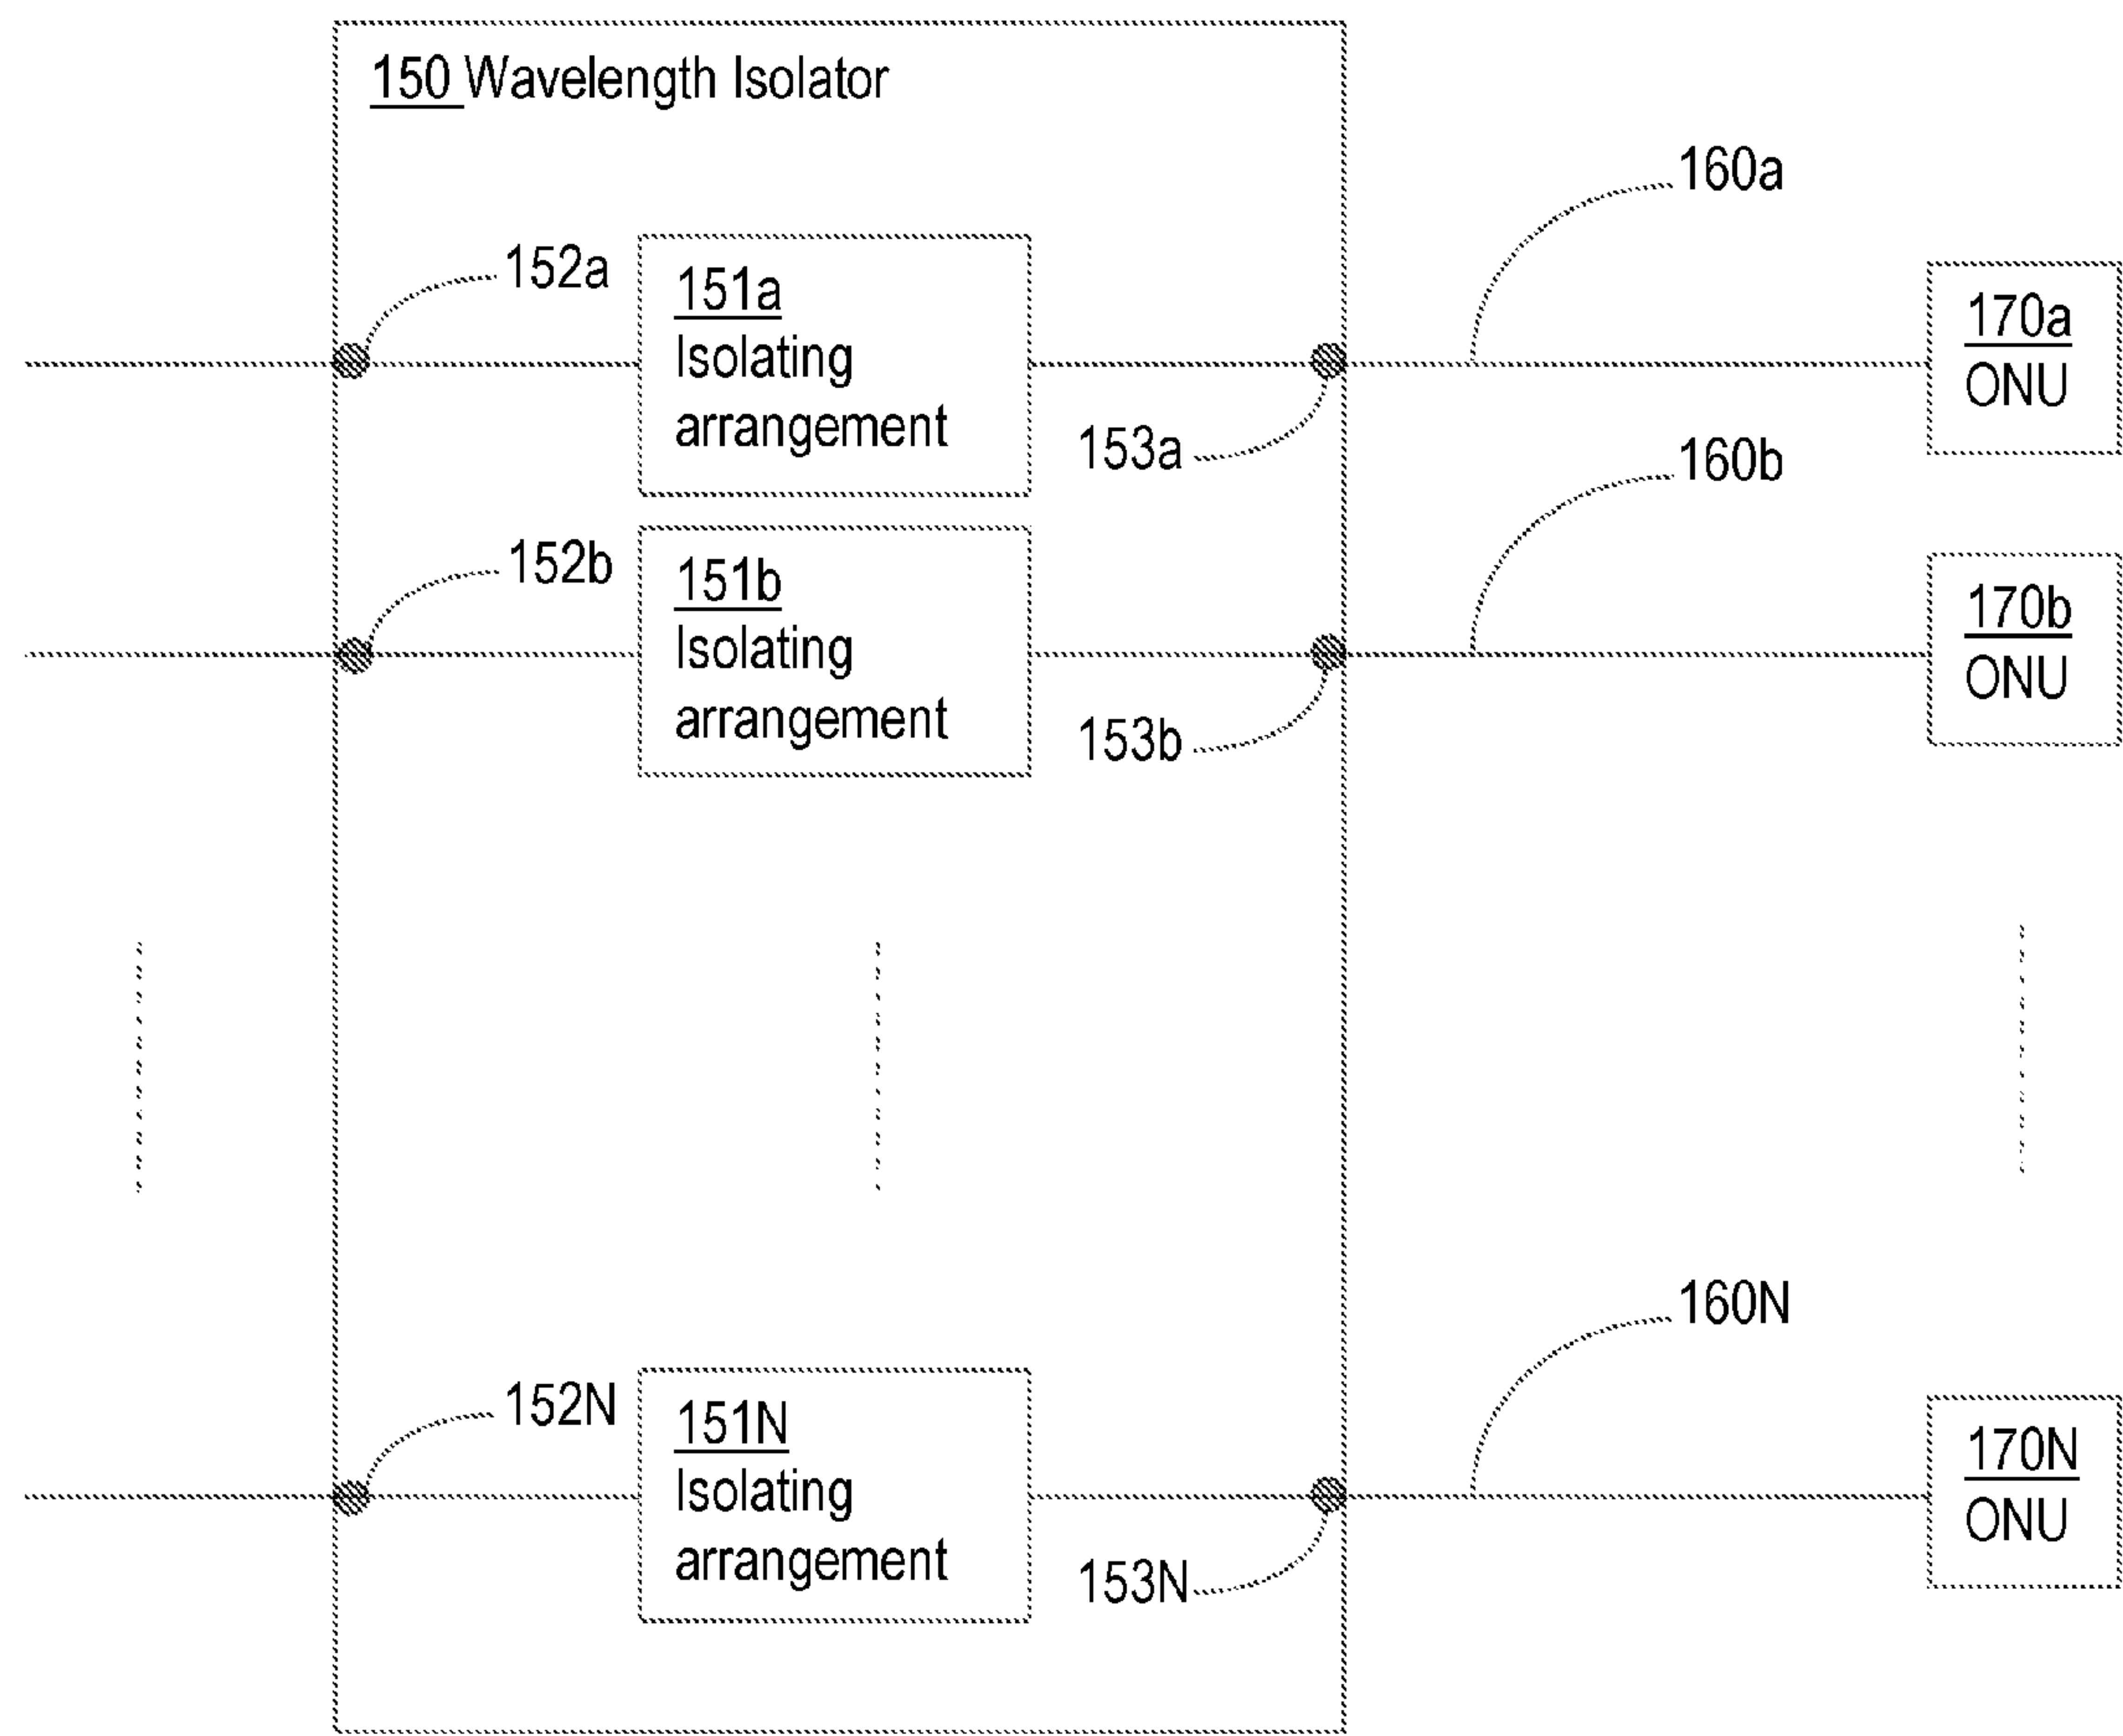 150 Wavelength Isolator
160a
152a
151a
Isolating
arrangement
170a
ONU
153a
160b
152b
151b
Isolating
arrangement
170b
ONU
153b
160N
152N
151N
Isolating
arrangement
170N
ONU
153N